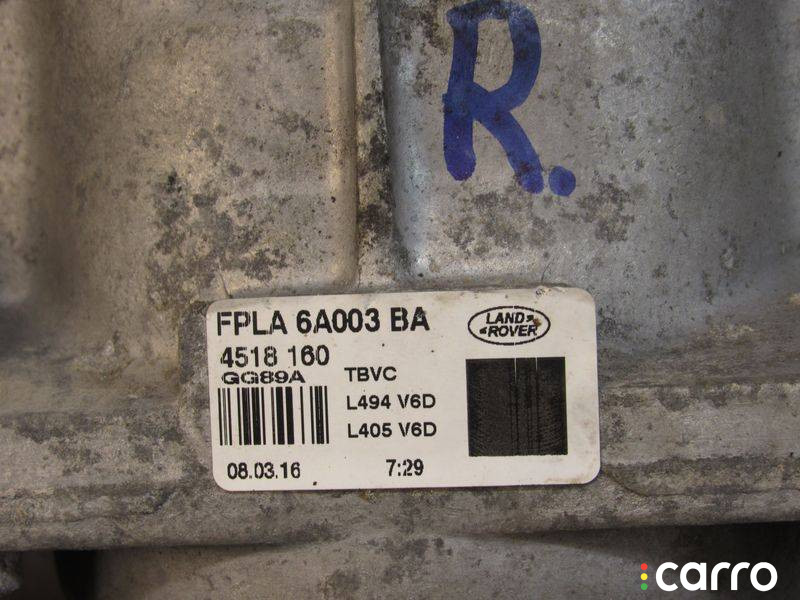 R.
FPLA 6A003 BA
LAND
ROVER
4518 160
GG89A
TBVC
L494 V6D
L405 V6D
08.03.16
7:29
carro